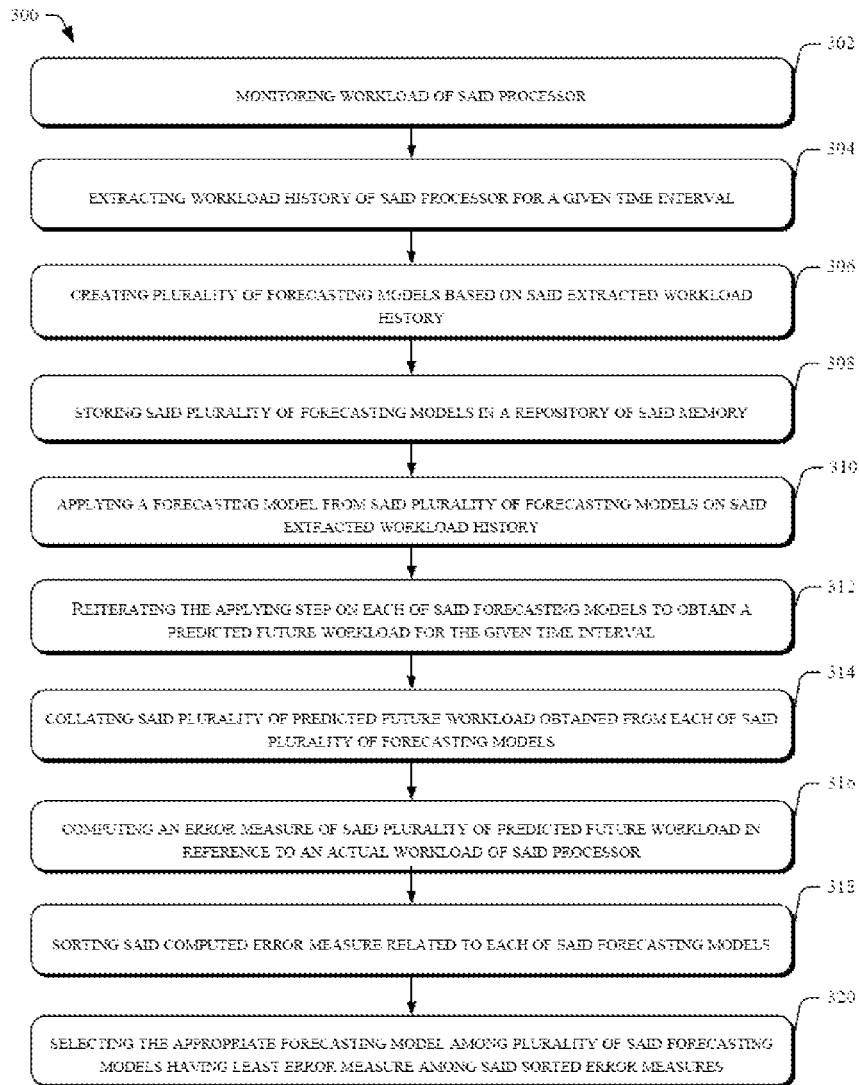 300
302
MONITORING WORKLOAD OF SAID PROCESSOR
304
EXTRACTING WORKLOAD HISTORY OF SAID PROCESSOR FOR A GIVEN TIME INTERVAL
306
CREATING PLURALITY OF FORECASTING MODELS BASED ON SAID EXTRACTED WORKLOAD
HISTORY
308
STORING SAID PLURALITY OF FORECASTING MODELS IN A REPOSITORY OF SAID MEMORY
310
APPLYING A FORECASTING MODEL FROM SAID PLURALITY OF FORECASTING MODELS ON SAID
EXTRACTED WORKLOAD HISTORY
312
REITERATING THE APPLYING STEP ON EACH OF SAID FORECASTING MODELS TO OBTAIN A
PREDICTED FUTURE WORKLOAD FOR THE GIVEN TIME INTERVAL
314
COLLATING SAID PLURALITY OF PREDICTED FUTURE WORKLOAD OBTAINED FROM EACH OF SAID
PLURALITY OF FORECASTING MODELS
316
COMPUTING AN ERROR MEASURE OF SAID PLURALITY OF PREDICTED FUTURE WORKLOAD IN
REFERENCE TO AN ACTUAL WORKLOAD OF SAID PROCESSOR
318
SORTING SAID COMPUTED ERROR MEASURE RELATED TO EACH OF SAID FORECASTING MODELS
320
SELECTING THE APPROPRIATE FORECASTING MODEL AMONG PLURALITY OF SAID FORECASTING
MODELS HAVING LEAST ERROR MEASURE AMONG SAID SORTED ERROR MEASURES